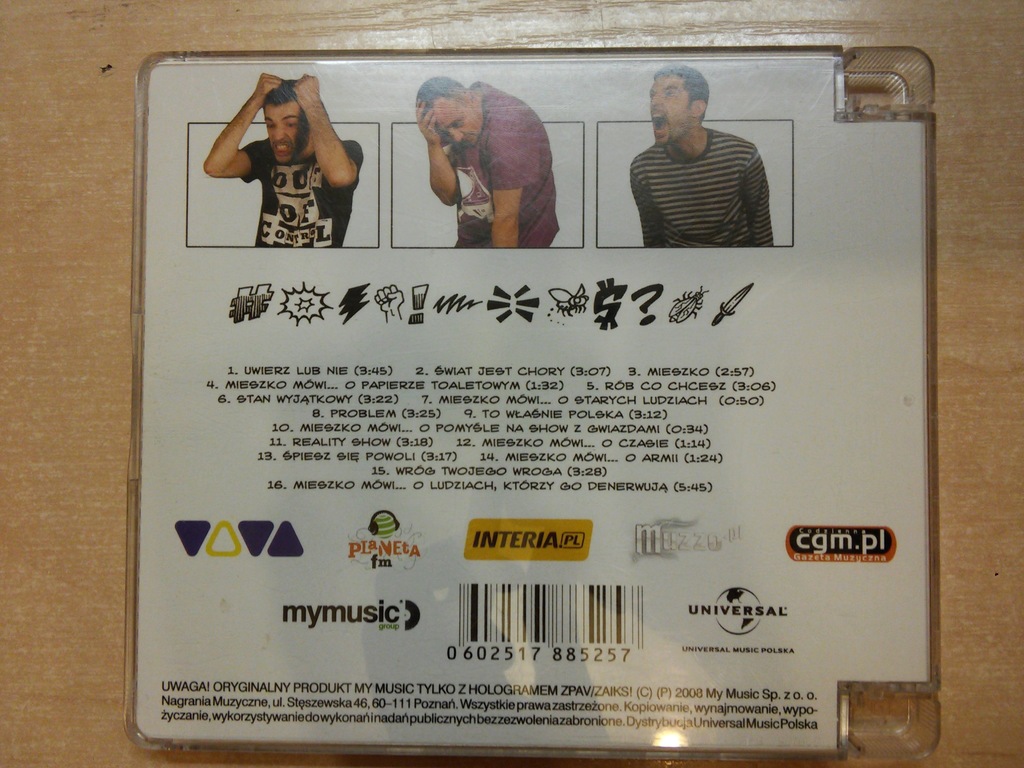 OUT
OF
CONTROL
1. UWIERZ LUB NIE (3:45) 2. ŚWIAT JEST CHORY (3:07) 3. MIESZKO (2:57)
4. MIESZKO MÓWI... O PAPIERZE TOALETOWYM (1:32) 5. RÓB CO CHCESZ (3:06)
6. STAN WYJĄTKOWY (3:22) 7. MIESZKO MÓWI... O STARYCH LUDZIACH (0:50)
8. PROBLEM (3:25) 9. TO WŁAŚNIE POLSKA (3:12)
10. MIESZKO MÓWI... O POMYŚLE NA SHOW Z GWIAZDAMI (0:34)
11. REALITY SHOW (3:18) 12. MIESZKO MÓWI... O CZASIE (1:14)
13. ŚPIESZ SIĘ POWOLI (3:17) 14. MIESZKO MÓWI... O ARMII (1:24)
15. WRÓG TWOJEGO WROGA (3:28)
16. MIESZKO MÓWI... O LUDZIACH, KTÓRZY GO DENERWUJĄ (5:45)
VIVA
PlaNeta
fm
INTERIA.PL
muzzo.pl
Codzienna
cgm.pl
Gazeta Muzyczna
mymusic
group
UNIVERSAL
UNIVERSAL MUSIC POLSKA
0602517 885257
UWAGA! ORYGINALNY PRODUKT MY MUSIC TYLKO Z HOLOGRAMEM ZPAV/ZAIKS! (C) (P) 2008 My Music Sp. z o. o.
Nagrania Muzyczne, ul. Stęszewska 46, 60–111 Poznań. Wszystkie prawa zastrzeżone. Kopiowanie, wynajmowanie, wypo-
życzanie, wykorzystywanie do wykonań i nadań publicznych bez zezwolenia zabronione. Dystrybucja Universal Music Polska